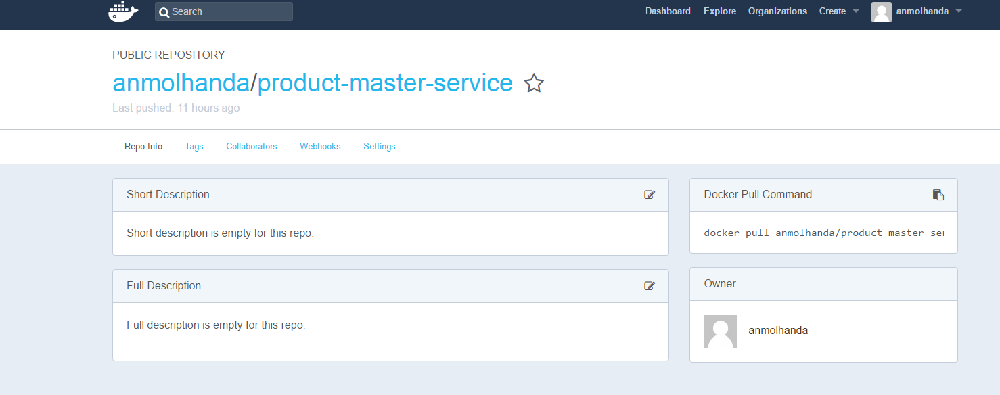 Search
Dashboard Explore Organizations Create anmolhanda
PUBLIC REPOSITORY
anmolhanda/product-master-service
Last pushed: 11 hours ago
Repo Info Tags Collaborators Webhooks Settings
Short Description
Short description is empty for this repo.
Full Description
Full description is empty for this repo.
Docker Pull Command
docker pull anmolhanda/product-master-ser
Owner
anmolhanda